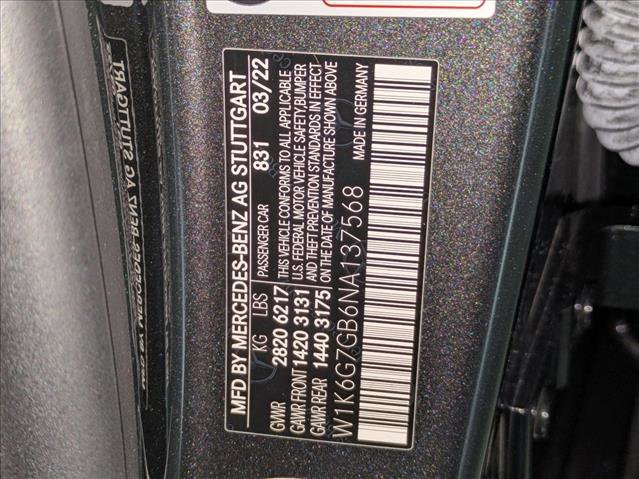 MFD BY MERCEDES-BENZ AG STUTTGART
KG LBS PASSENGER CAR 831 03/22
GVWR 2820 6217 THIS VEHICLE CONFORMS TO ALL APPLICABLE
U.S. FEDERAL MOTOR VEHICLE SAFETY,BUMPER
GAWR FRONT 1420 3131 AND THEFT PREVENTION STANDARDS IN EFFECT
GAWR REAR 1440 3175 ON THE DATE OF MANUFACTURE SHOWN ABOVE
W1K6G7GB6NA137568 MADE IN GERMANY